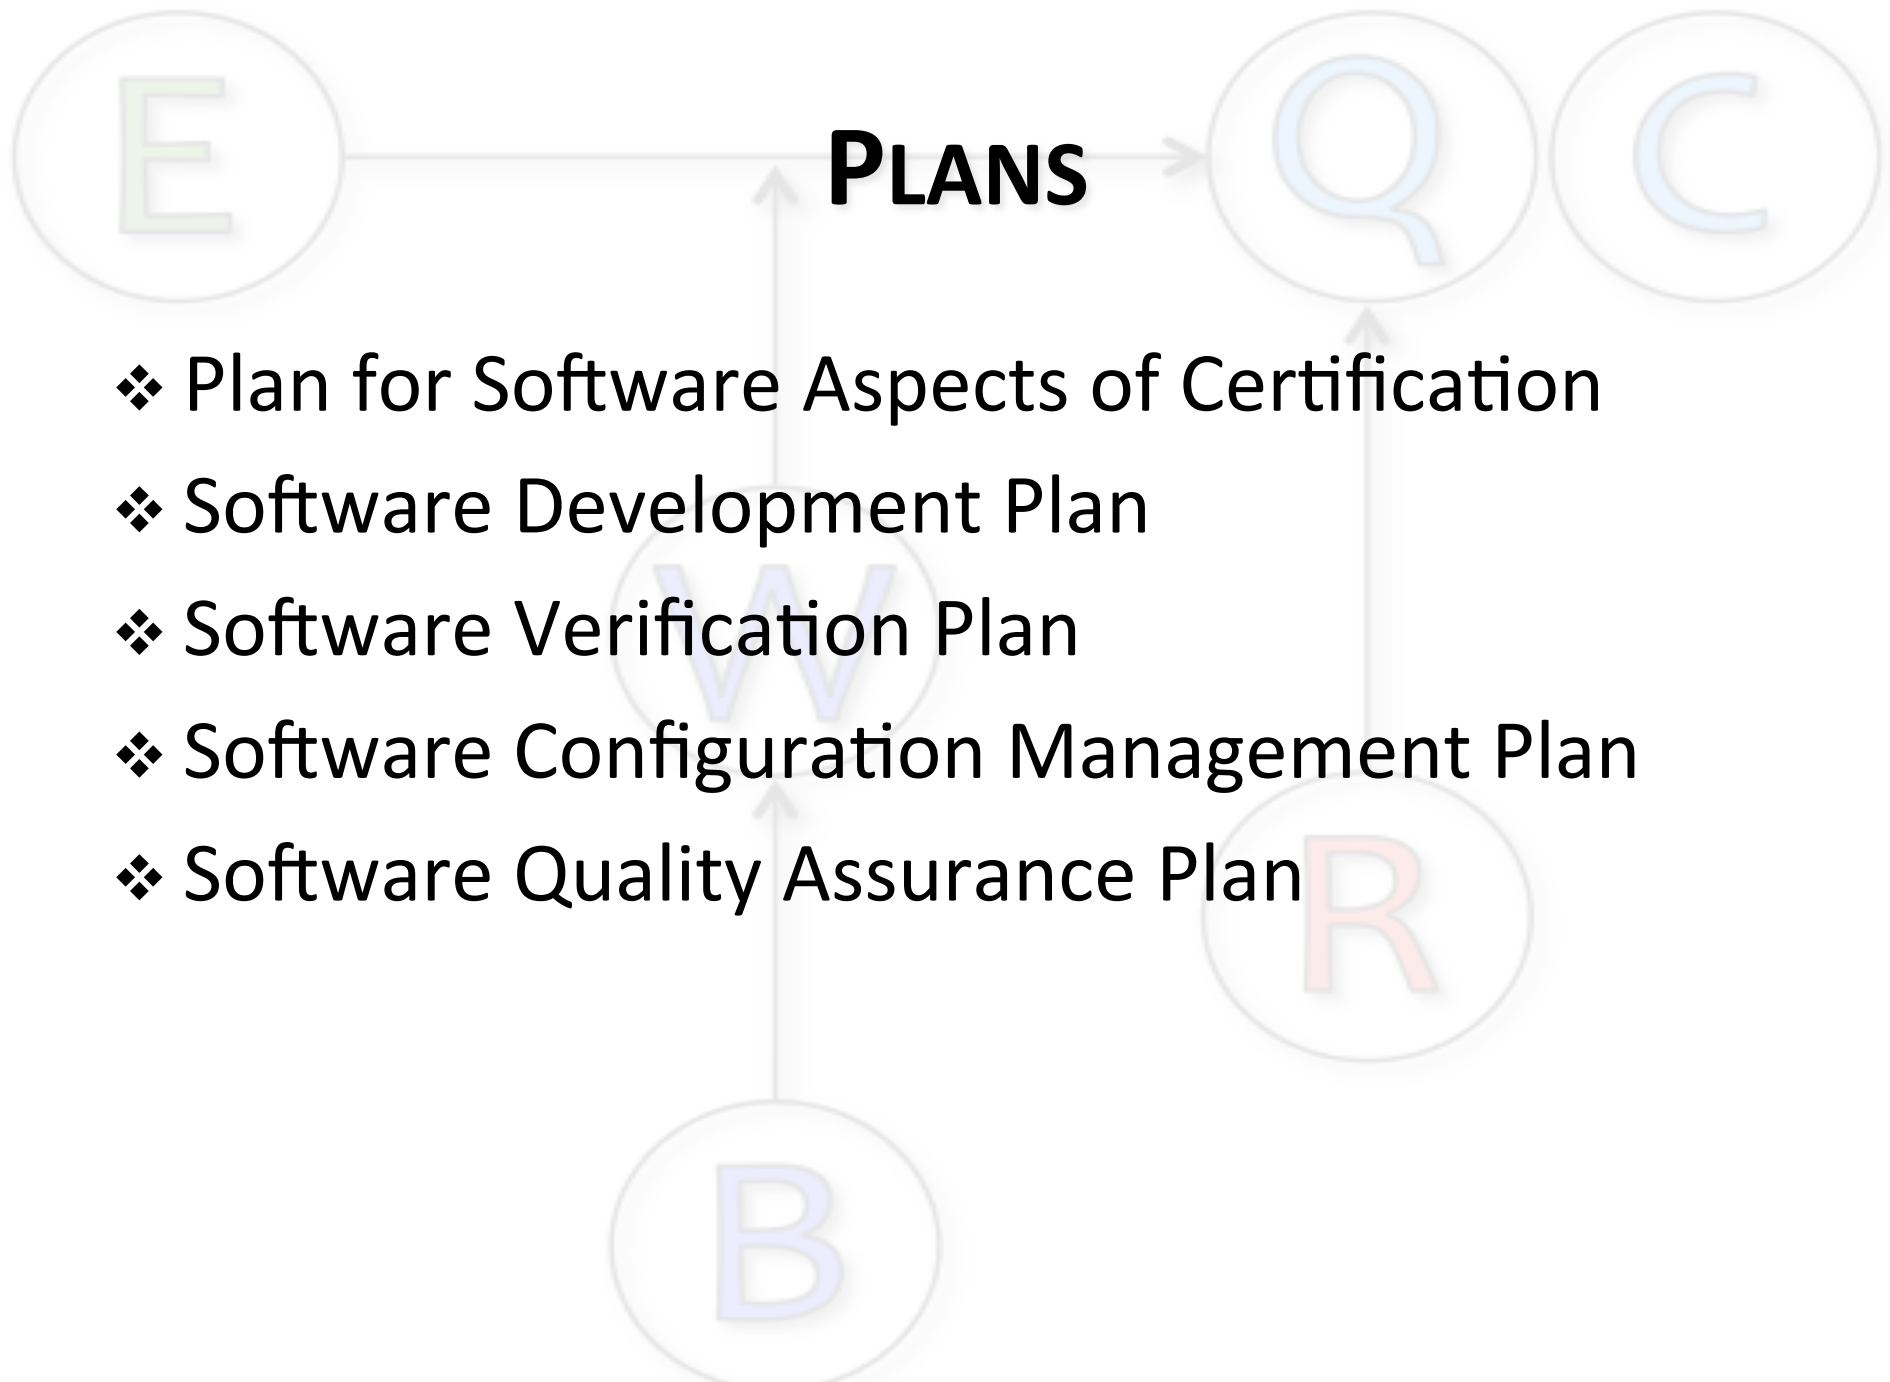 E
Q
C
PLANS
❖ Plan for Software Aspects of Certification
❖ Software Development Plan
W
❖ Software Verification Plan
❖ Software Configuration Management Plan
❖ Software Quality Assurance Plan
R
B